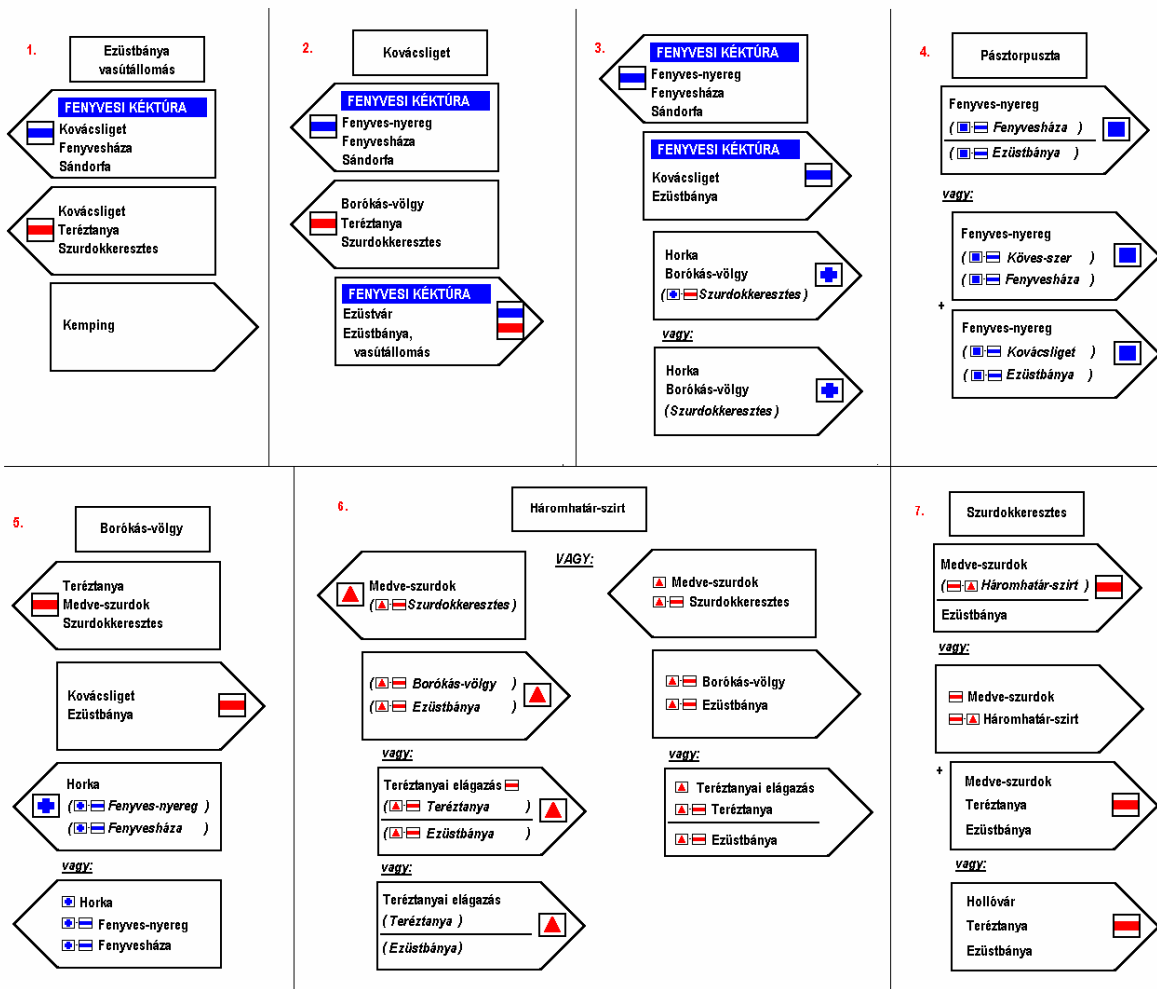 1.
Ezüstbánya
vasútállomás
FENYVESI KÉKTÚRA
Kovácsliget
Fenyvesháza
Sándorfa
Kovácsliget
Teréztanya
Szurdokkeresztes
Kemping
2.
Kovácsliget
FENYVESI KÉKTÚRA
Fenyves-nyereg
Fenyvesháza
Sándorfa
Borókás-völgy
Teréztanya
Szurdokkeresztes
FENYVESI KÉKTÚRA
Ezüstvár
Ezüstbánya,
vasútállomás
3.
FENYVESI KÉKTÚRA
Fenyves-nyereg
Fenyvesháza
Sándorfa
FENYVESI KÉKTÚRA
Kovácsliget
Ezüstbánya
Horka
Borókás-völgy
( - Szurdokkeresztes )
vagy:
Horka
Borókás-völgy
(Szurdokkeresztes )
4.
Pásztorpuszta
Fenyves-nyereg
( - Fenyvesháza )
( - Ezüstbánya )
vagy:
Fenyves-nyereg
( - Köves-szer )
( - Fenyvesháza )
+
Fenyves-nyereg
( - Kovácsliget )
( - Ezüstbánya )
5.
Borókás-völgy
Teréztanya
Medve-szurdok
Szurdokkeresztes
Kovácsliget
Ezüstbánya
Horka
( - Fenyves-nyereg )
( - Fenyvesháza )
vagy:
Horka
- Fenyves-nyereg
- Fenyvesháza
6.
Háromhatár-szirt
Medve-szurdok
( - Szurdokkeresztes )
( - Borókás-völgy )
( - Ezüstbánya )
vagy:
Teréztanyai elágazás
( - Teréztanya )
( - Ezüstbánya )
vagy:
Teréztanyai elágazás
( Teréztanya )
( Ezüstbánya)
VAGY:
Medve-szurdok
- Szurdokkeresztes
- Borókás-völgy
- Ezüstbánya
vagy:
Teréztanyai elágazás
- Teréztanya
- Ezüstbánya
7.
Szurdokkeresztes
Medve-szurdok
( - Háromhatár-szirt )
Ezüstbánya
vagy:
Medve-szurdok
- Háromhatár-szirt
+
Medve-szurdok
Teréztanya
Ezüstbánya
vagy:
Hollóvár
Teréztanya
Ezüstbánya